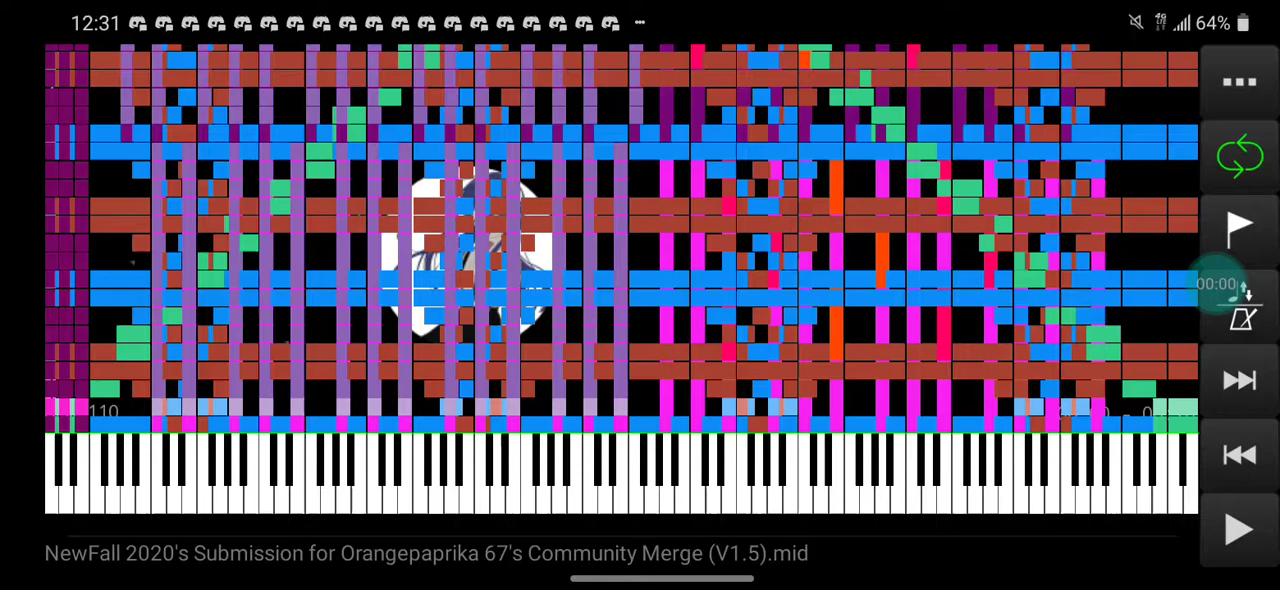 12:31
64%
00:00
110
NewFall 2020's Submission for Orangepaprika 67's Community Merge (V1.5).mid